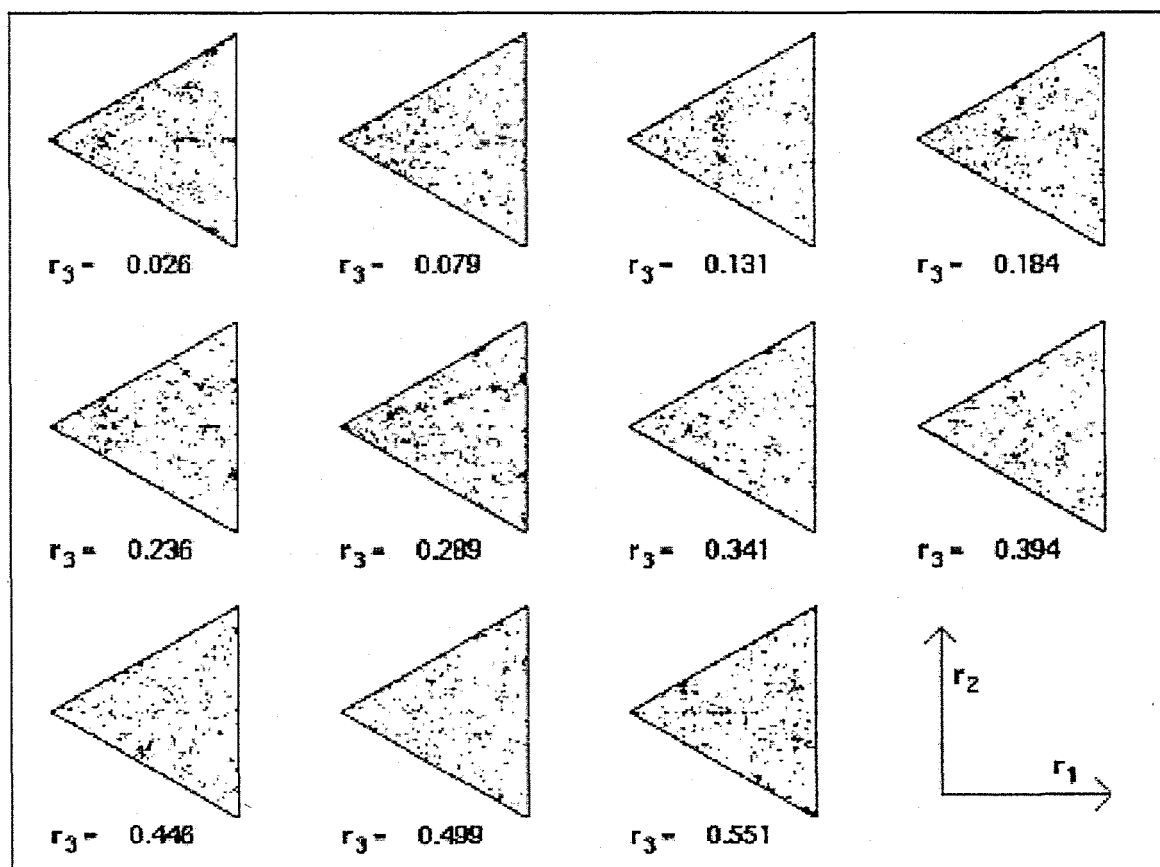 r3 = 0.026 r3 = 0.079 r3 = 0.131 r3 = 0.184
r3 = 0.236 r3 = 0.289 r3 = 0.341 r3 = 0.394
r2
r1
r3 = 0.446 r3 = 0.499 r3 = 0.551